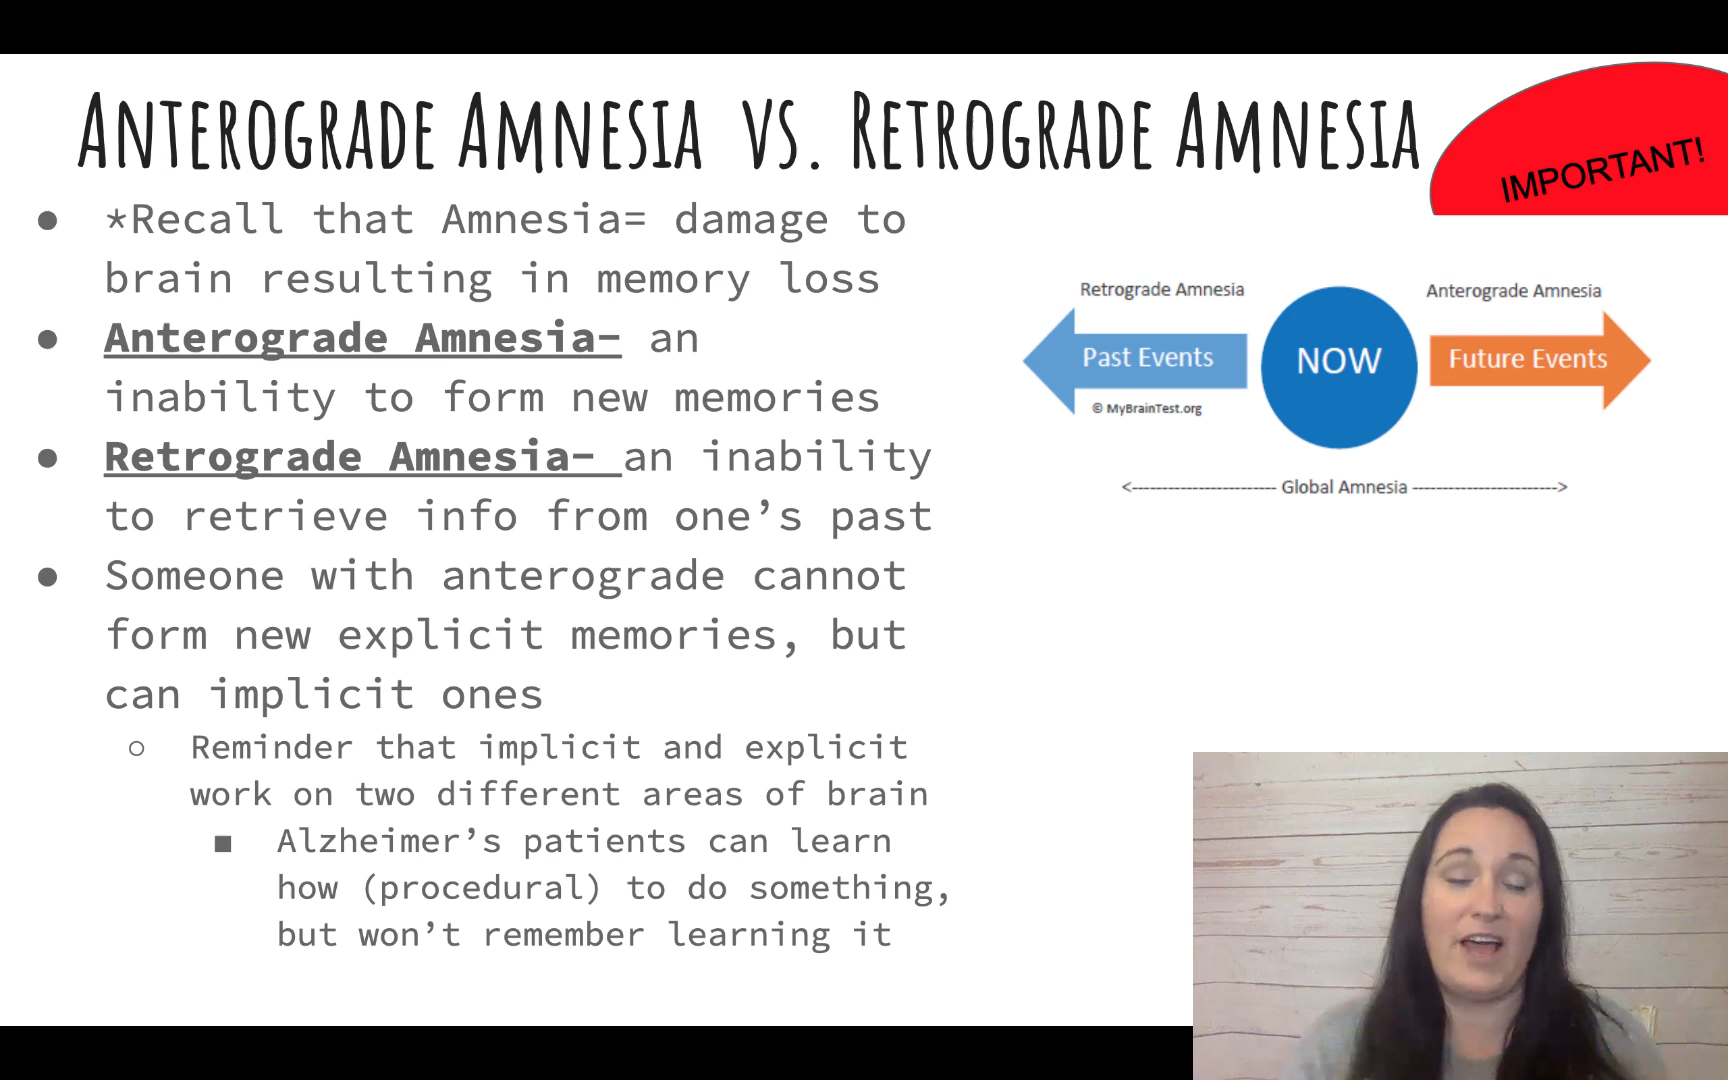 ANTEROGRADE AMNESIA VS. RETROGRADE AMNESIA
IMPORTANT!
● *Recall that Amnesia= damage to
brain resulting in memory loss
● Anterograde Amnesia- an
inability to form new memories
● Retrograde Amnesia- an inability
to retrieve info from one’s past
● Someone with anterograde cannot
form new explicit memories, but
can implicit ones
○ Reminder that implicit and explicit
work on two different areas of brain
■ Alzheimer’s patients can learn
how (procedural) to do something,
but won’t remember learning it
Retrograde Amnesia
Anterograde Amnesia
Past Events
NOW
Future Events
© MyBrainTest.org
<------------------------ Global Amnesia ------------------------>